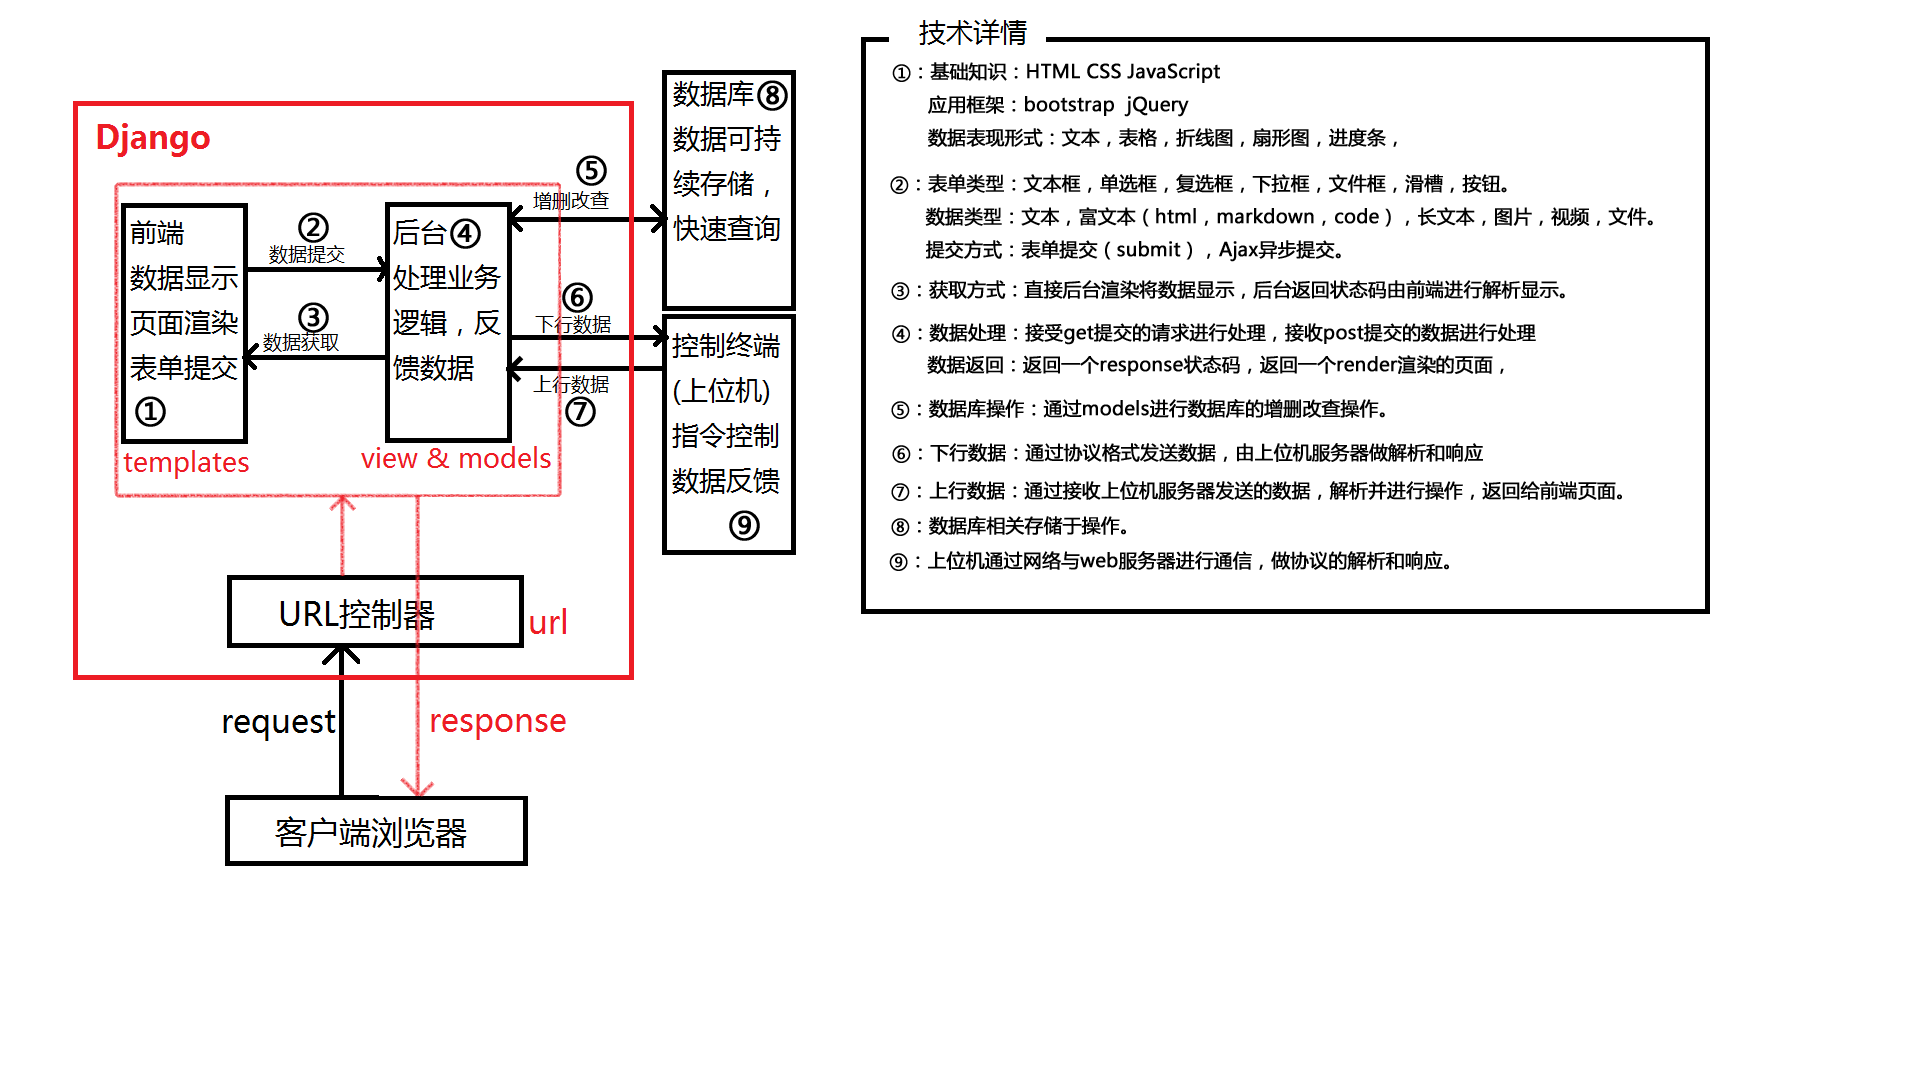 Django
前端
数据显示
页面渲染
表单提交
①
templates
②
数据提交
③
数据获取
后台④
处理业务
逻辑，反
馈数据
view & models
⑤
增删改查
⑥
下行数据
上行数据
⑦
数据库⑧
数据可持
续存储，
快速查询
控制终端
(上位机)
指令控制
数据反馈
⑨
URL控制器
url
request
response
客户端浏览器
技术详情
①：基础知识：HTML CSS JavaScript
应用框架：bootstrap jQuery
数据表现形式：文本，表格，折线图，扇形图，进度条，
②：表单类型：文本框，单选框，复选框，下拉框，文件框，滑槽，按钮。
数据类型：文本，富文本（html，markdown，code），长文本，图片，视频，文件。
提交方式：表单提交（submit），Ajax异步提交。
③：获取方式：直接后台渲染将数据显示，后台返回状态码由前端进行解析显示。
④：数据处理：接受get提交的请求进行处理，接收post提交的数据进行处理
数据返回：返回一个response状态码，返回一个render渲染的页面，
⑤：数据库操作：通过models进行数据库的增删改查操作。
⑥：下行数据：通过协议格式发送数据，由上位机服务器做解析和响应
⑦：上行数据：通过接收上位机服务器发送的数据，解析并进行操作，返回给前端页面。
⑧：数据库相关存储于操作。
⑨：上位机通过网络与web服务器进行通信，做协议的解析和响应。